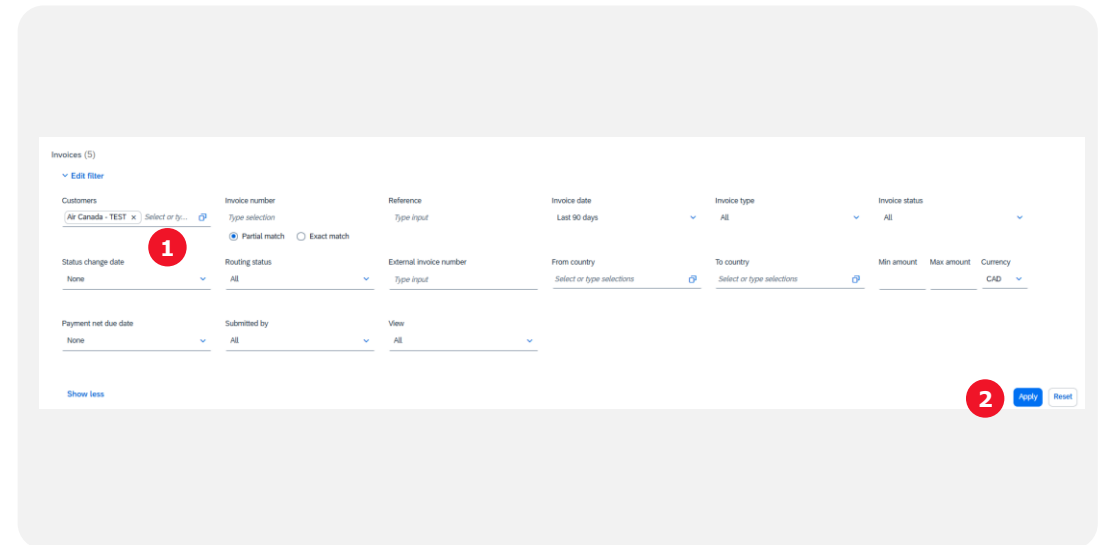 Invoices (5)
Edit filter
Customers Invoice number Reference Invoice date Invoice type Invoice status
Air Canada - TEST × Select or ty... Type selection Type input Last 90 days All All
Partial match Exact match
1
Status change date Routing status External invoice number From country To country Min amount Max amount Currency
None All Type input Select or type selections Select or type selections CAD
Payment net due date Submitted by View
None All All
Show less 2 Apply Reset